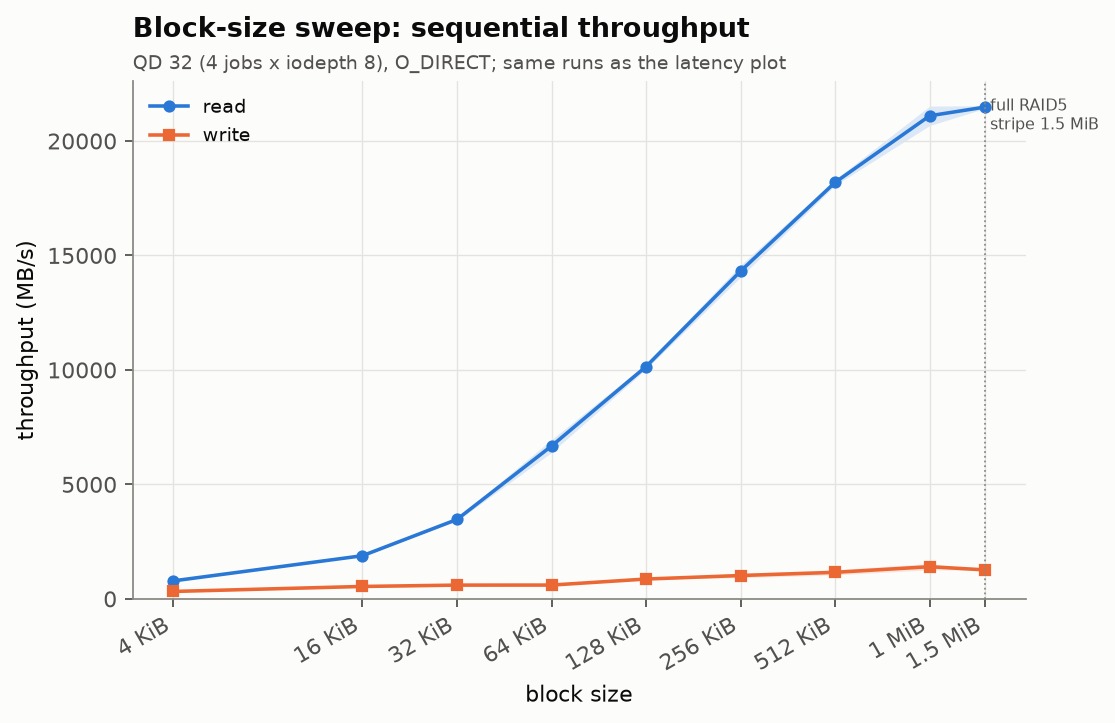 Block-size sweep: sequential throughput
QD 32 (4 jobs x iodepth 8), O_DIRECT; same runs as the latency plot
read
write
full RAID5
stripe 1.5 MiB
throughput (MB/s)
20000
15000
10000
5000
0
4 KiB
16 KiB
32 KiB
64 KiB
128 KiB
256 KiB
512 KiB
1 MiB
1.5 MiB
block size